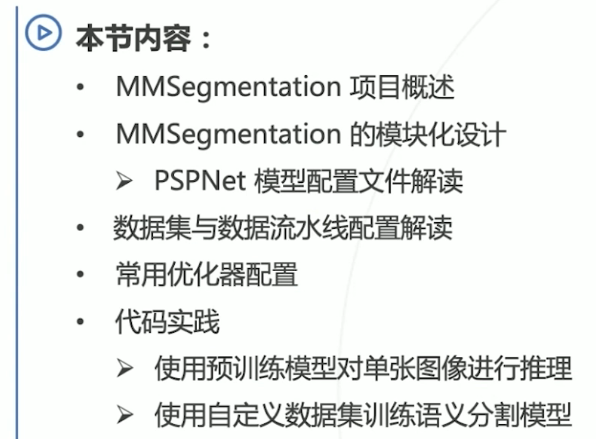 本节内容：
• MMSegmentation 项目概述
• MMSegmentation 的模块化设计
➢ PSPNet 模型配置文件解读
• 数据集与数据流水线配置解读
• 常用优化器配置
• 代码实践
➢ 使用预训练模型对单张图像进行推理
➢ 使用自定义数据集训练语义分割模型